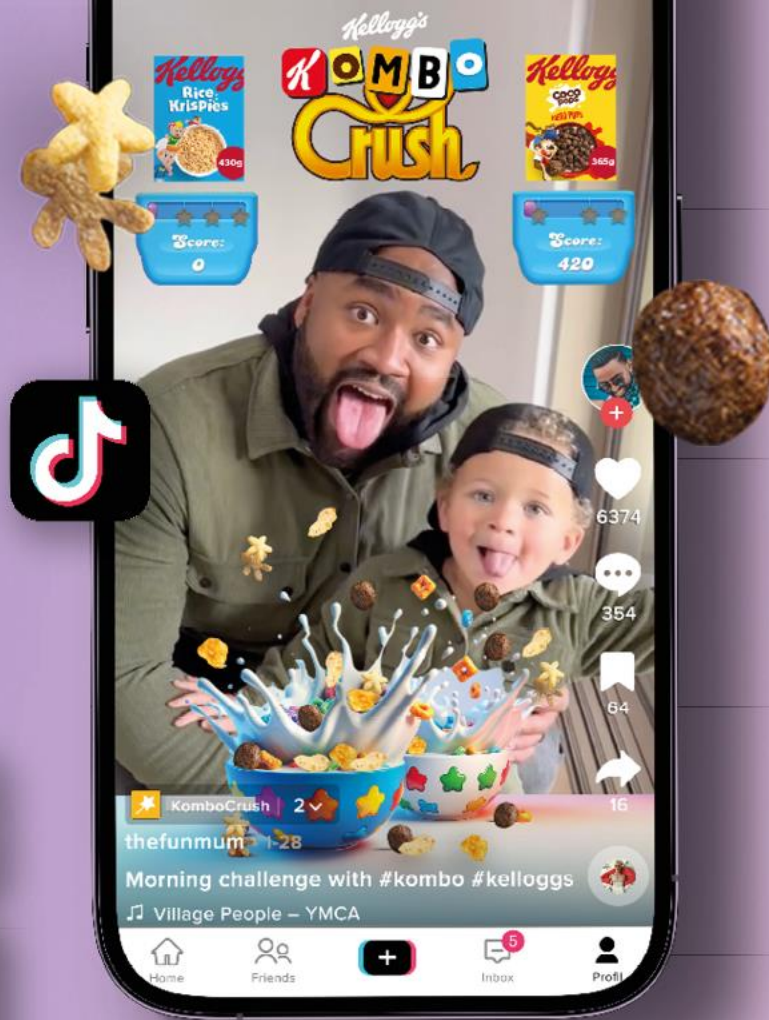 Kellogg's
KOMBO
Crush
Kellogg
Rice
Krispies
430g
Score:
0
Kellogg
coco
pops
365g
Score:
420
6374
354
64
16
KomboCrush 2
thefunmum 1-28
Morning challenge with #kombo #kelloggs
Village People – YMCA
Home
Friends
+
5
Inbox
Profil